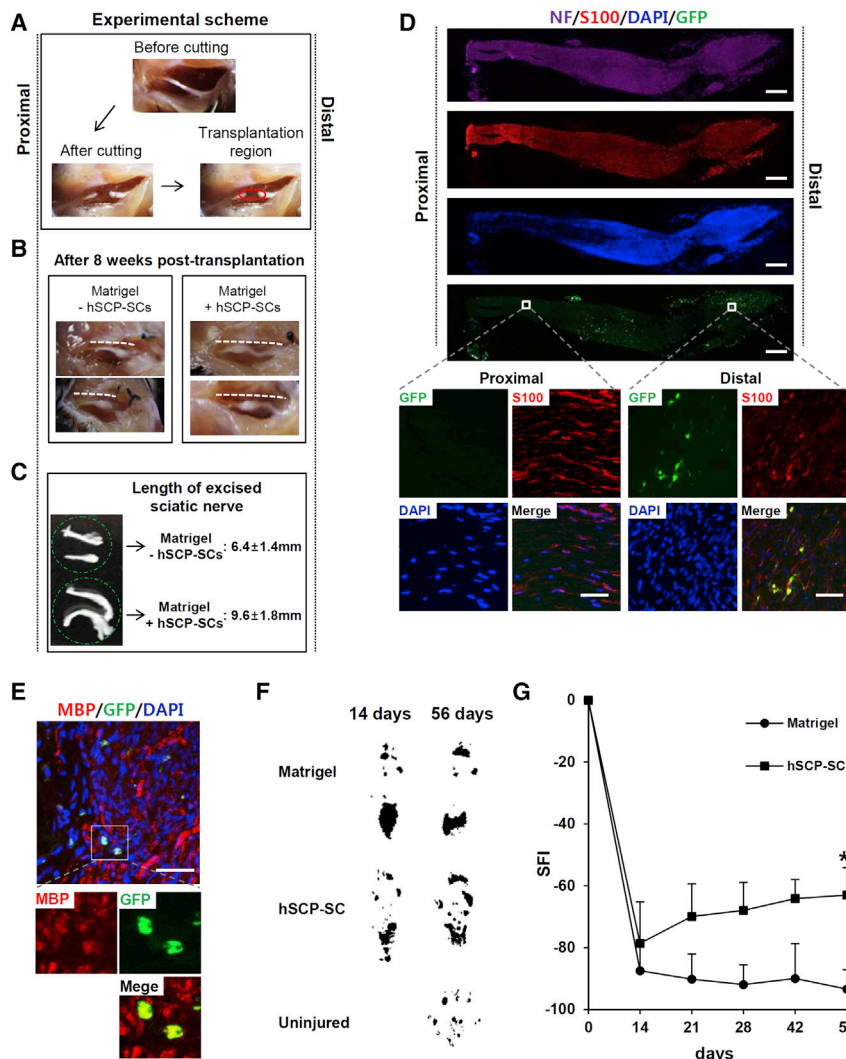 A
Experimental scheme
Before cutting
Proximal
Distal
After cutting
Transplantation
region
B
After 8 weeks post-transplantation
Matrigel
- hSCP-SCs
Matrigel
+ hSCP-SCs
C
Length of excised
sciatic nerve
Matrigel
- hSCP-SCs
: 6.4±1.4mm
Matrigel
+ hSCP-SCs
: 9.6±1.8mm
D
NF/S100/DAPI/GFP
Proximal
Distal
Proximal
Distal
GFP
S100
GFP
S100
DAPI
Merge
DAPI
Merge
E
MBP/GFP/DAPI
MBP
GFP
Mege
F
14 days
56 days
Matrigel
hSCP-SC
Uninjured
G
0
-20
-40
-60
-80
-100
SFI
Matrigel
hSCP-SC
*
0
14
21
28
42
days